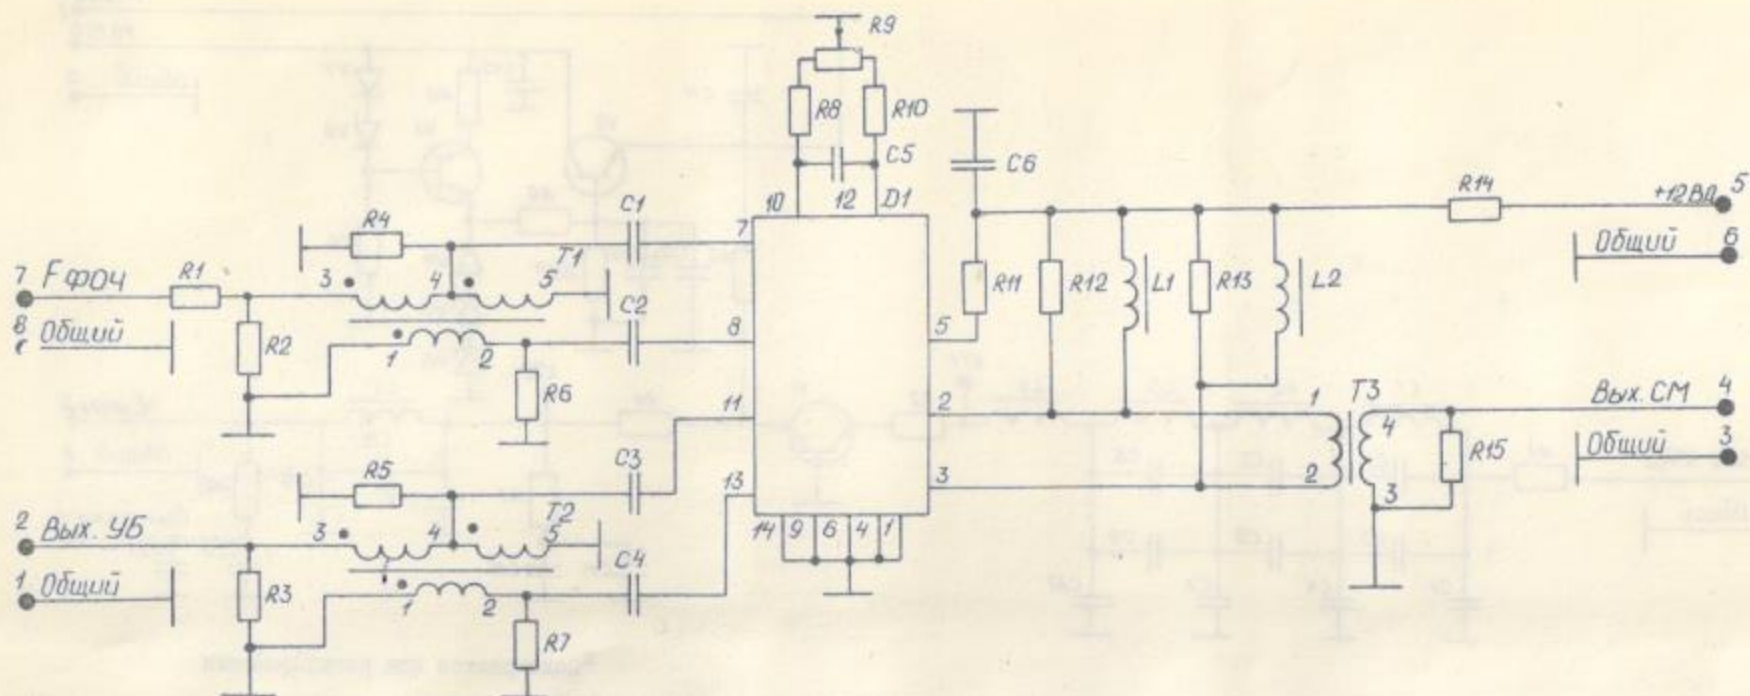 R9
R8
R10
C5
C6
10
12
D1
R14
+12ВД
5
R4
C1
7
T1
Общий
6
7
F ФОЧ
R1
3
4
5
R11
R12
L1
R13
L2
C2
8
Общий
R2
1
2
8
5
R6
11
2
1
T3
Вых. СМ
4
4
R5
C3
R15
Общий
3
13
3
2
3
2
Вых. УБ
3
4
T2
5
14
9
6
4
1
C4
1
Общий
R3
1
2
R7